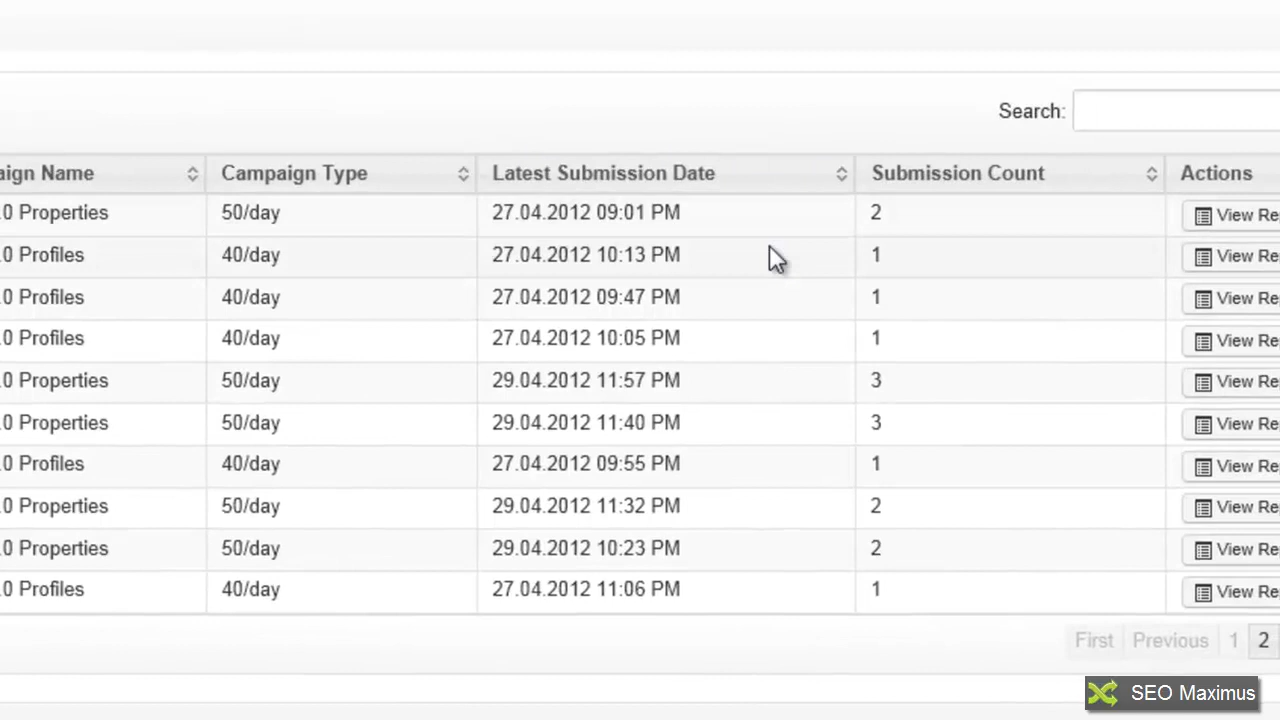 Search:
aign Name Campaign Type Latest Submission Date Submission Count Actions
.0 Properties 50/day 27.04.2012 09:01 PM 2 View Re
.0 Profiles 40/day 27.04.2012 10:13 PM 1 View Re
.0 Profiles 40/day 27.04.2012 09:47 PM 1 View Re
.0 Profiles 40/day 27.04.2012 10:05 PM 1 View Re
.0 Properties 50/day 29.04.2012 11:57 PM 3 View Re
.0 Properties 50/day 29.04.2012 11:40 PM 3 View Re
.0 Profiles 40/day 27.04.2012 09:55 PM 1 View Re
.0 Properties 50/day 29.04.2012 11:32 PM 2 View Re
.0 Properties 50/day 29.04.2012 10:23 PM 2 View Re
.0 Profiles 40/day 27.04.2012 11:06 PM 1 View Re
First Previous 1 2
SEO Maximus